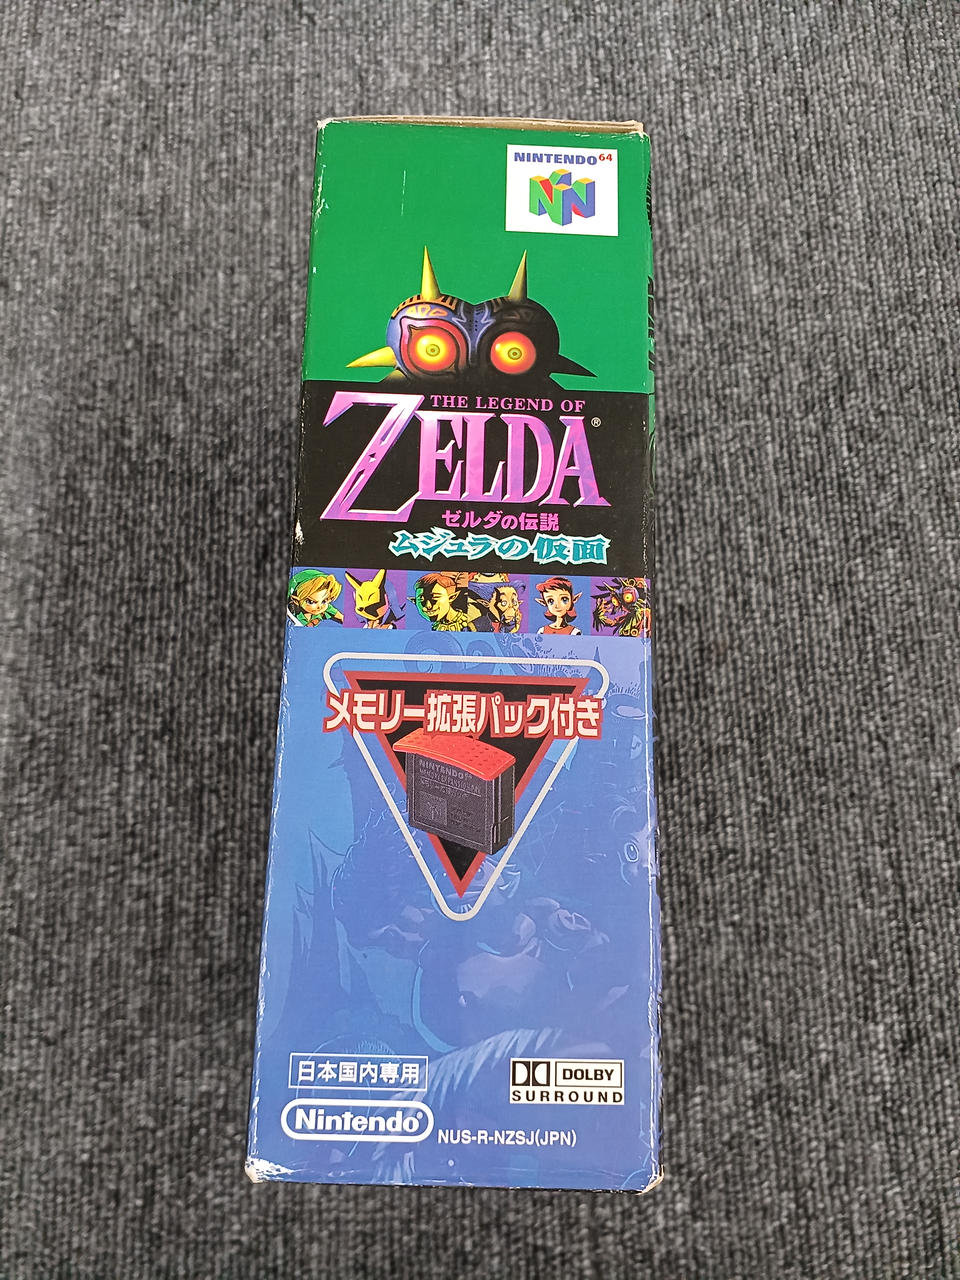 NINTENDO64
THE LEGEND OF
ZELDA®
ゼルダの伝説
ムジュラの仮面
メモリー拡張パック付き
NINTENDO64
日本国内専用
DOLBY
SURROUND
Nintendo®
NUS-R-NZSJ(JPN)